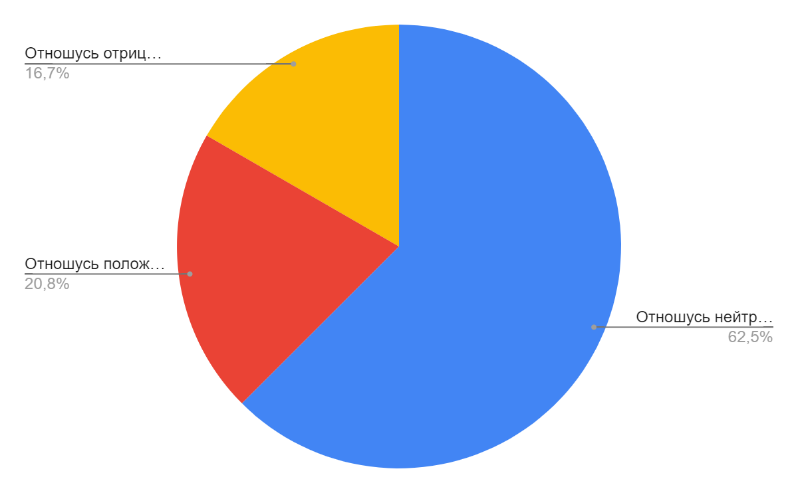 Отношусь отриц…
16,7%
Отношусь полож…
20,8%
Отношусь нейтр…
62,5%